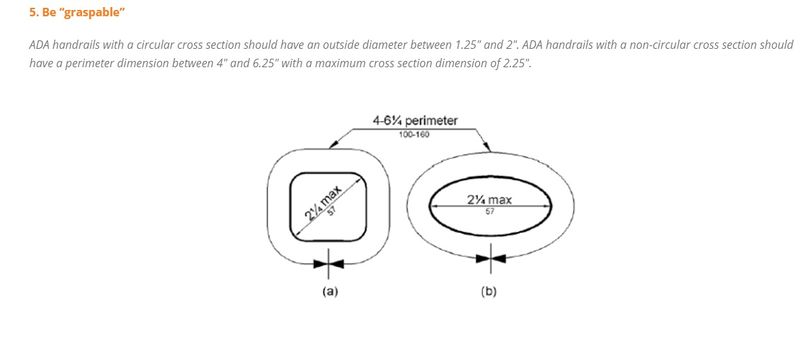 5. Be “graspable”
ADA handrails with a circular cross section should have an outside diameter between 1.25” and 2”. ADA handrails with a non-circular cross section should
have a perimeter dimension between 4” and 6.25” with a maximum cross section dimension of 2.25”.
4-6¼ perimeter
100-160
2¼ max
57
2¼ max
57
(a)
(b)